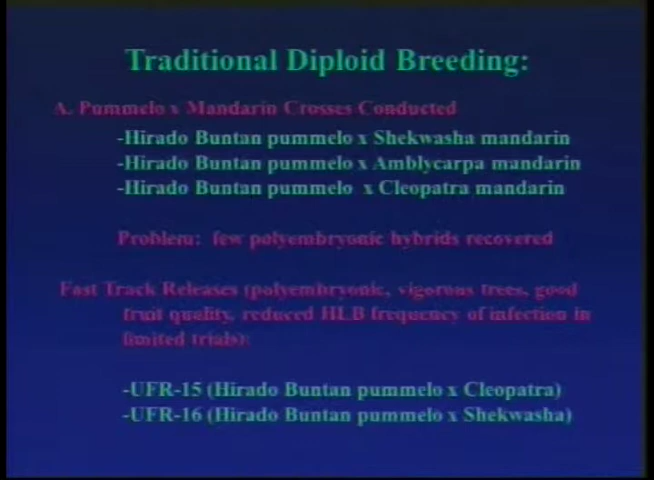 Traditional Diploid Breeding:
A. Pummelo x Mandarin Crosses Conducted
-Hirado Buntan pummelo x Shekwasha mandarin
-Hirado Buntan pummelo x Amblycarpa mandarin
-Hirado Buntan pummelo x Cleopatra mandarin
Problem: few polyembryonic hybrids recovered
Fast Track Releases (polyembryonic, vigorous trees, good
fruit quality, reduced HLB frequency of infection in
limited trials):
-UFR-15 (Hirado Buntan pummelo x Cleopatra)
-UFR-16 (Hirado Buntan pummelo x Shekwasha)